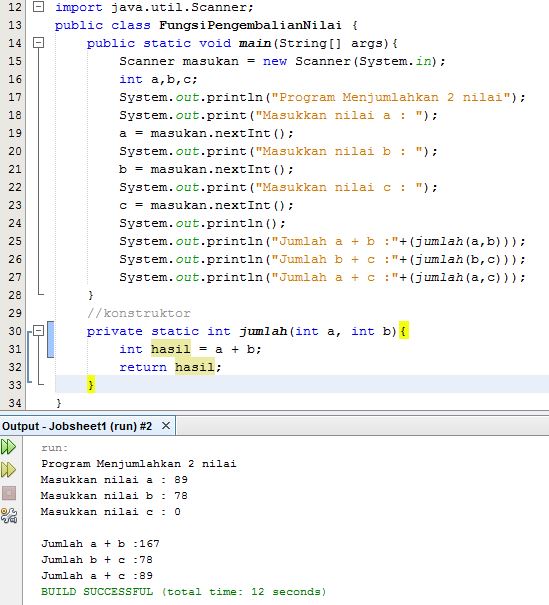 12 import java.util.Scanner;
13 public class FungsiPengembalianNilai {
14 public static void main(String[] args){
15 Scanner masukan = new Scanner(System.in);
16 int a,b,c;
17 System.out.println("Program Menjumlahkan 2 nilai");
18 System.out.print("Masukkan nilai a : ");
19 a = masukan.nextInt();
20 System.out.print("Masukkan nilai b : ");
21 b = masukan.nextInt();
22 System.out.print("Masukkan nilai c : ");
23 c = masukan.nextInt();
24 System.out.println();
25 System.out.println("Jumlah a + b :"+(jumlah(a,b)));
26 System.out.println("Jumlah b + c :"+(jumlah(b,c)));
27 System.out.println("Jumlah a + c :"+(jumlah(a,c)));
28 }
29 //konstruktor
30 private static int jumlah(int a, int b){
31 int hasil = a + b;
32 return hasil;
33 }
34 }
Output - Jobsheet1 (run) #2 ×
run:
Program Menjumlahkan 2 nilai
Masukkan nilai a : 89
Masukkan nilai b : 78
Masukkan nilai c : 0
Jumlah a + b :167
Jumlah b + c :78
Jumlah a + c :89
BUILD SUCCESSFUL (total time: 12 seconds)